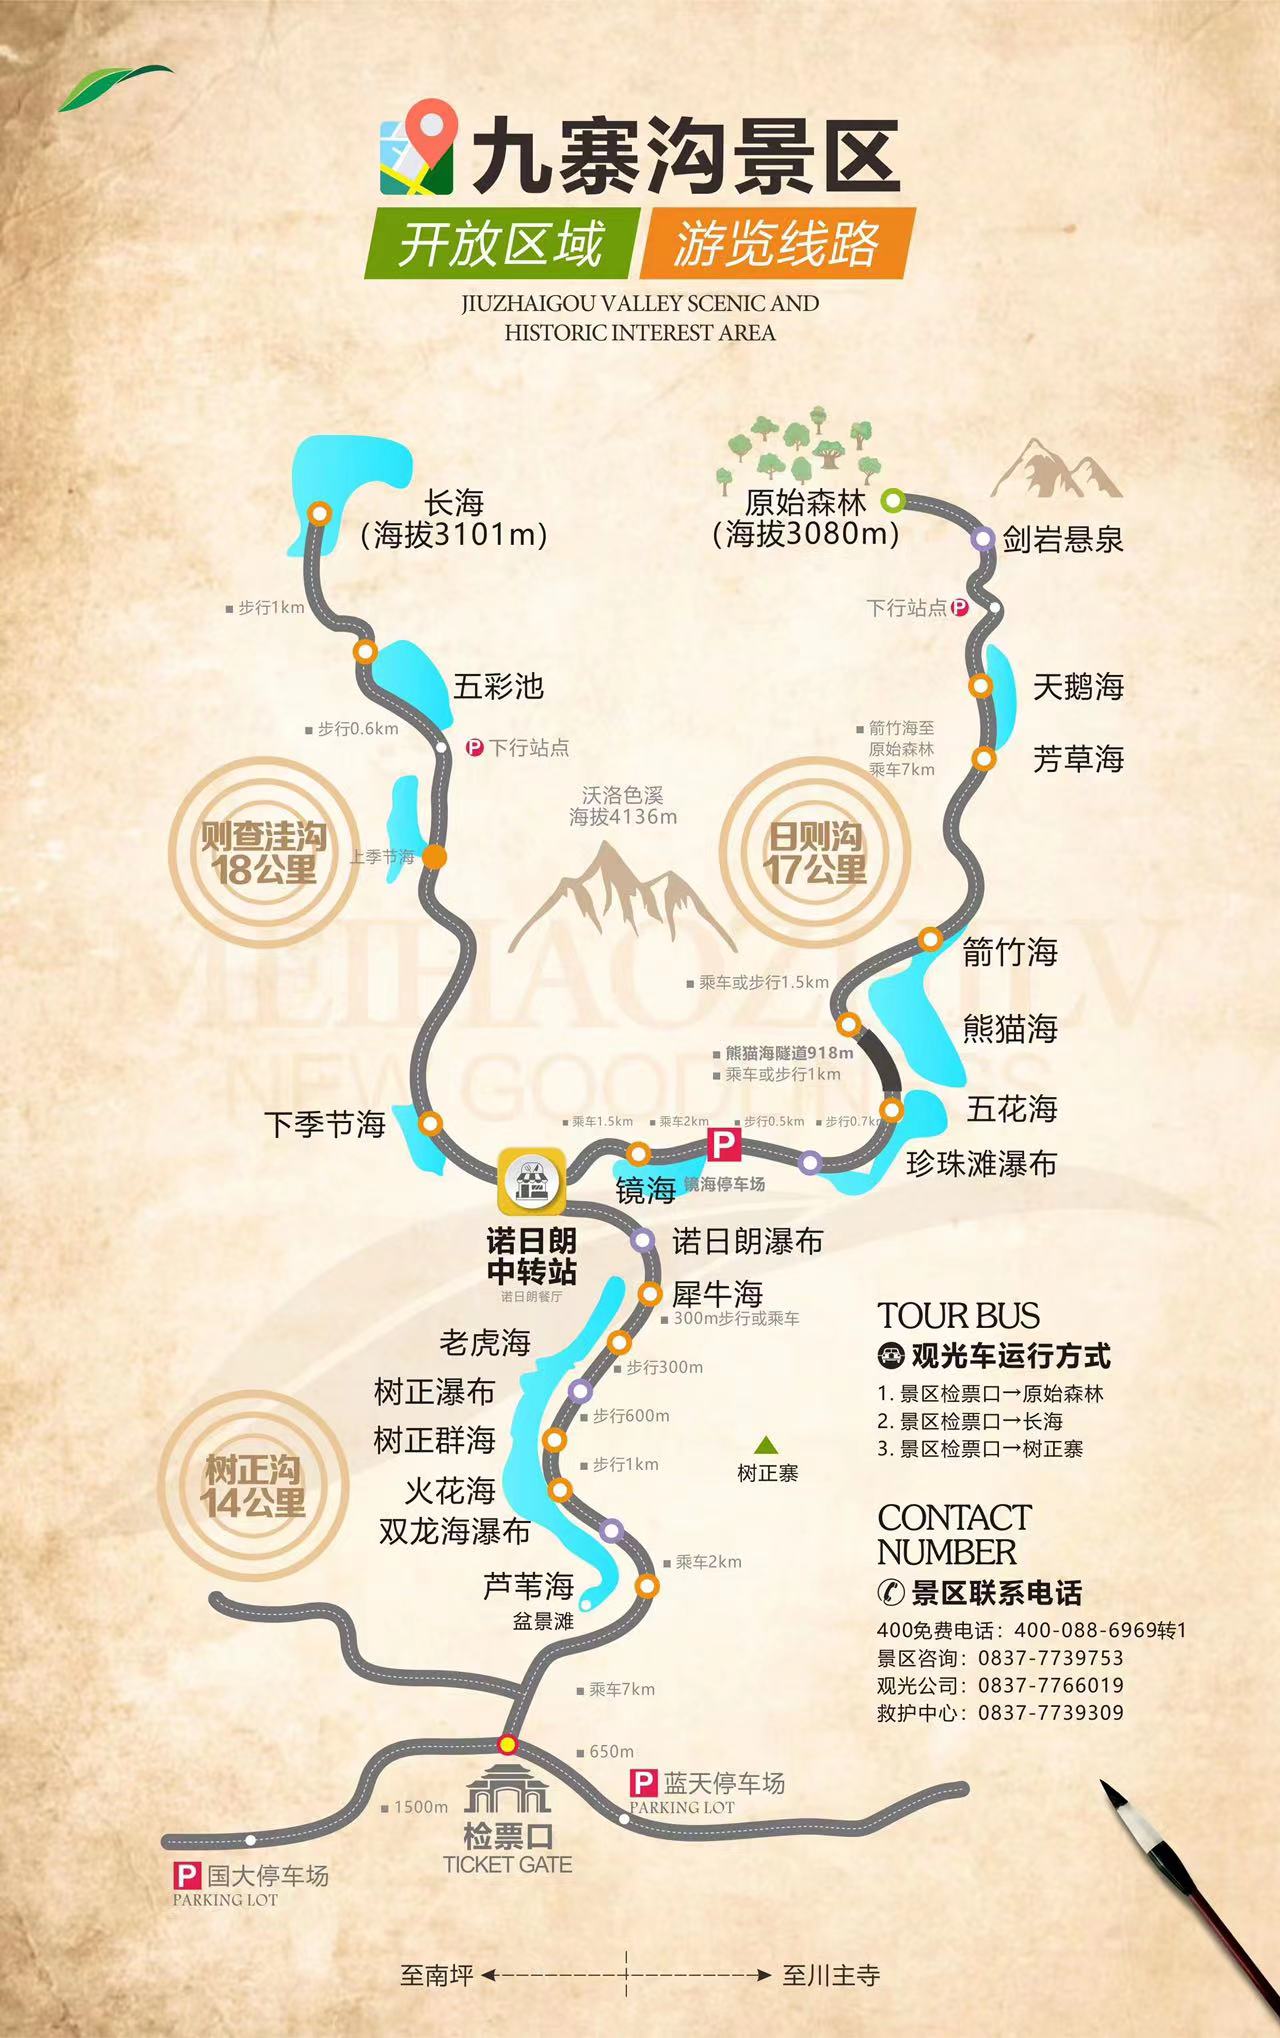 九寨沟景区
开放区域 游览线路
JIUZHAIGOU VALLEY SCENIC AND
HISTORIC INTEREST AREA
长海
(海拔3101m)
原始森林
(海拔3080m)
剑岩悬泉
步行1km
下行站点 P
五彩池
天鹅海
步行0.6km
P 下行站点
箭竹海至
原始森林
乘车7km
芳草海
沃洛色溪
海拔4136m
则查洼沟
18公里
上季节海
日则沟
17公里
箭竹海
乘车或步行1.5km
熊猫海
熊猫海隧道918m
乘车或步行1km
五花海
下季节海
乘车1.5km
乘车2km
步行0.5km
步行0.7km
P
珍珠滩瀑布
镜海
镜海停车场
诺日朗
中转站
诺日朗餐厅
诺日朗瀑布
犀牛海
300m步行或乘车
老虎海
步行300m
树正瀑布
步行600m
树正群海
步行1km
火花海
双龙海瀑布
乘车2km
芦苇海
盆景滩
树正沟
14公里
树正寨
TOUR BUS
观光车运行方式
1. 景区检票口→原始森林
2. 景区检票口→长海
3. 景区检票口→树正寨
CONTACT
NUMBER
景区联系电话
400免费电话：400-088-6969转1
景区咨询：0837-7739753
观光公司：0837-7766019
救护中心：0837-7739309
乘车7km
650m
P 蓝天停车场
PARKING LOT
1500m
检票口
TICKET GATE
P 国大停车场
PARKING LOT
至南坪
至川主寺